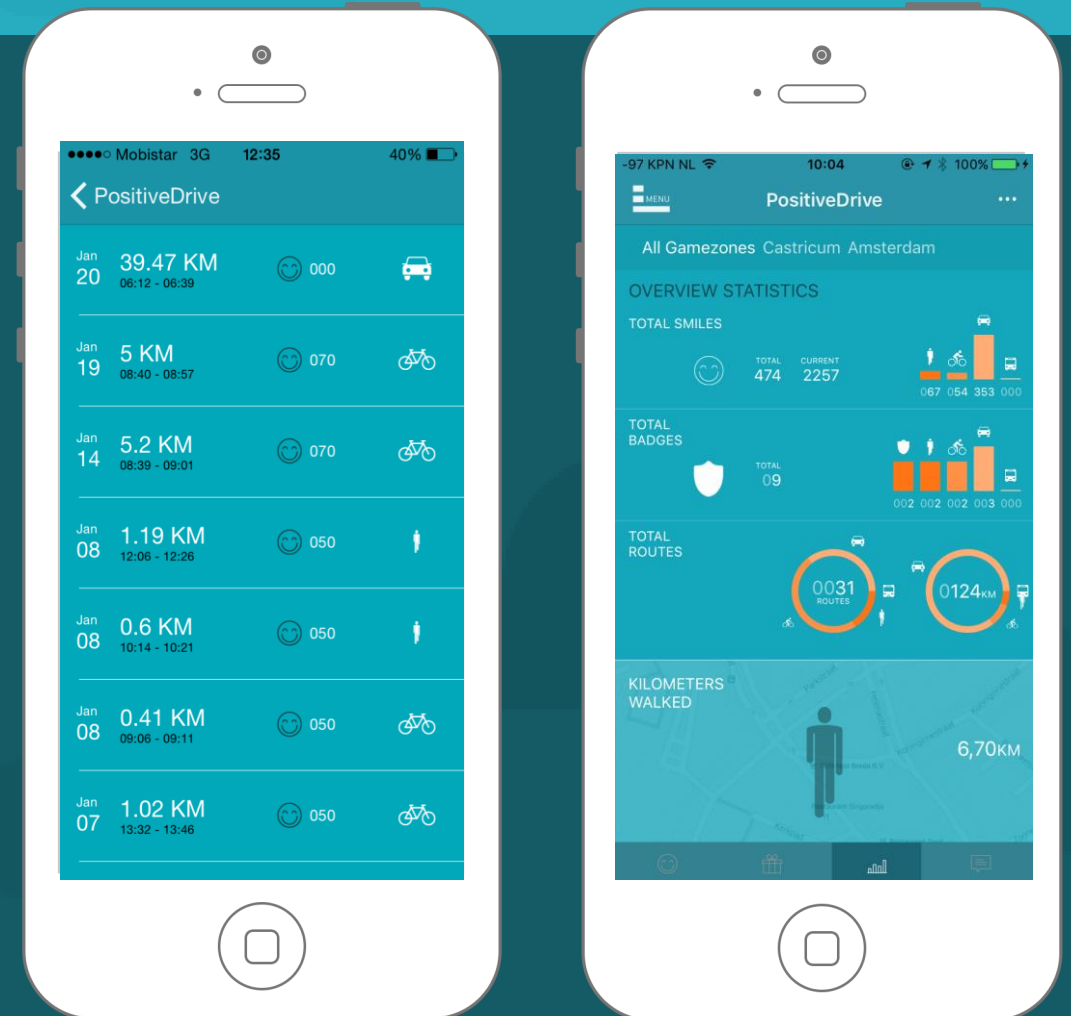 Mobistar 3G 12:35 40%
PositiveDrive
Jan
20
39.47 KM
06:12 - 06:39
000
Jan
19
5 KM
08:40 - 08:57
070
Jan
14
5.2 KM
08:39 - 09:01
070
Jan
08
1.19 KM
12:06 - 12:26
050
Jan
08
0.6 KM
10:14 - 10:21
050
Jan
08
0.41 KM
09:06 - 09:11
050
Jan
07
1.02 KM
13:32 - 13:46
050
-97 KPN NL 10:04 100%
MENU PositiveDrive
All Gamezones Castricum Amsterdam
OVERVIEW STATISTICS
TOTAL SMILES
TOTAL CURRENT
474 2257
067 054 353 000
TOTAL
BADGES
TOTAL
09
002 002 002 003 000
TOTAL
ROUTES
0031
ROUTES
0124KM
KILOMETERS
WALKED
6,70KM